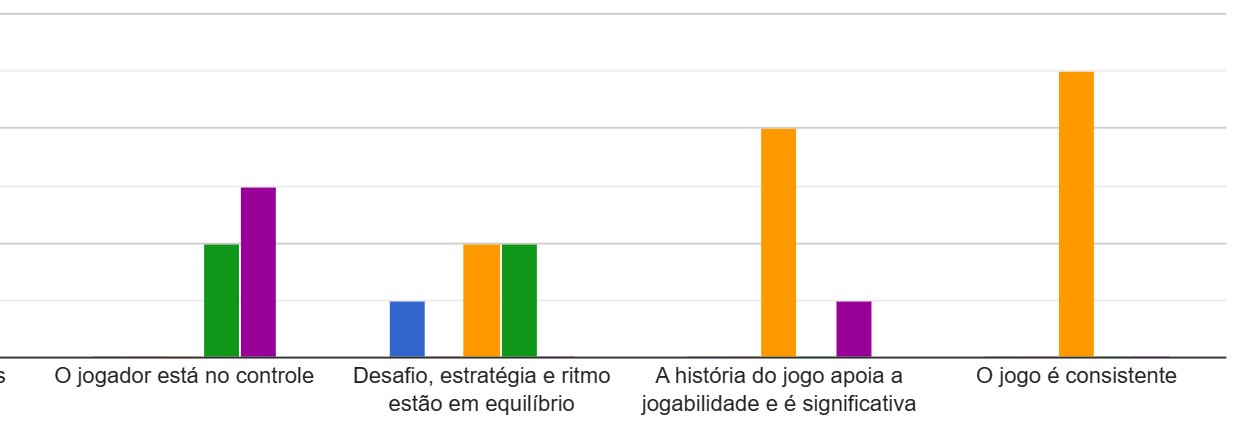 s
O jogador está no controle
Desafio, estratégia e ritmo
estão em equilíbrio
A história do jogo apoia a
jogabilidade e é significativa
O jogo é consistente